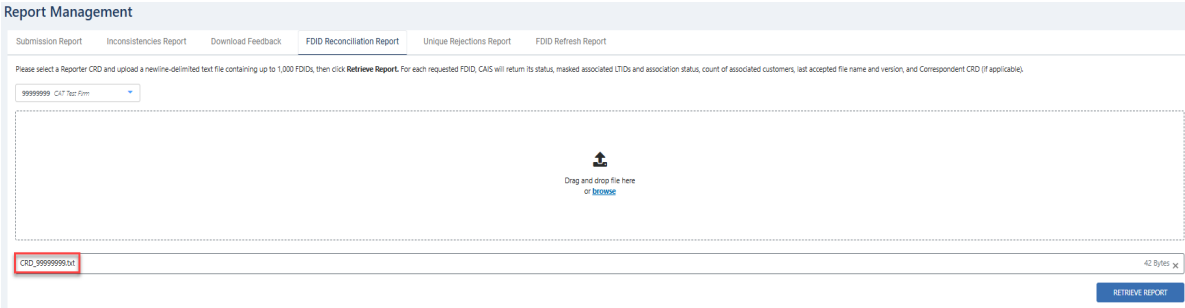 Report Management
Submission Report Inconsistencies Report Download Feedback FDID Reconciliation Report Unique Rejections Report FDID Refresh Report
Please select a Reporter CRD and upload a newline-delimited text file containing up to 1,000 FDIDs, then click Retrieve Report. For each requested FDID, CAIS will return its status, masked associated LTIDs and association status, count of associated customers, last accepted file name and version, and Correspondent CRD (if applicable).
99999999 CAT Test Firm
Drag and drop file here
or browse
CRD_99999999.txt 42 Bytes
RETRIEVE REPORT